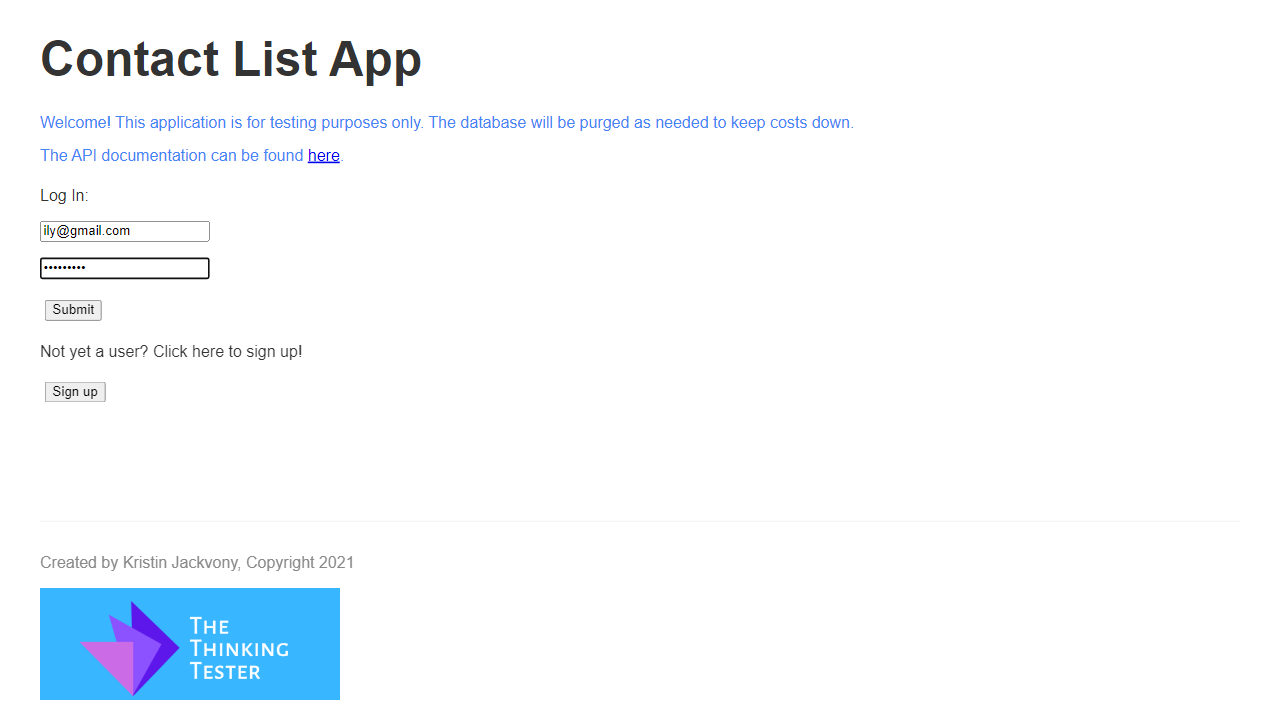 Contact List App
Welcome! This application is for testing purposes only. The database will be purged as needed to keep costs down.
The API documentation can be found here.
Log In:
ily@gmail.com
•••••••••
Submit
Not yet a user? Click here to sign up!
Sign up
Created by Kristin Jackvony, Copyright 2021
THE
THINKING
TESTER